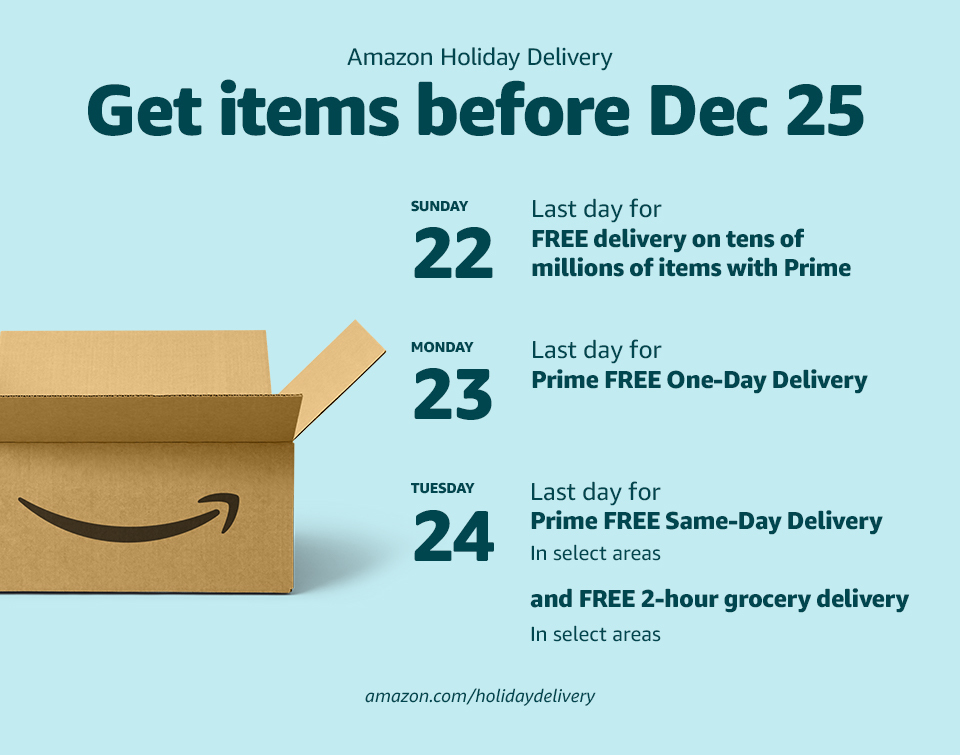 Amazon Holiday Delivery
Get items before Dec 25
SUNDAY
22
Last day for
FREE delivery on tens of
millions of items with Prime
MONDAY
23
Last day for
Prime FREE One-Day Delivery
TUESDAY
24
Last day for
Prime FREE Same-Day Delivery
In select areas
and FREE 2-hour grocery delivery
In select areas
amazon.com/holidaydelivery